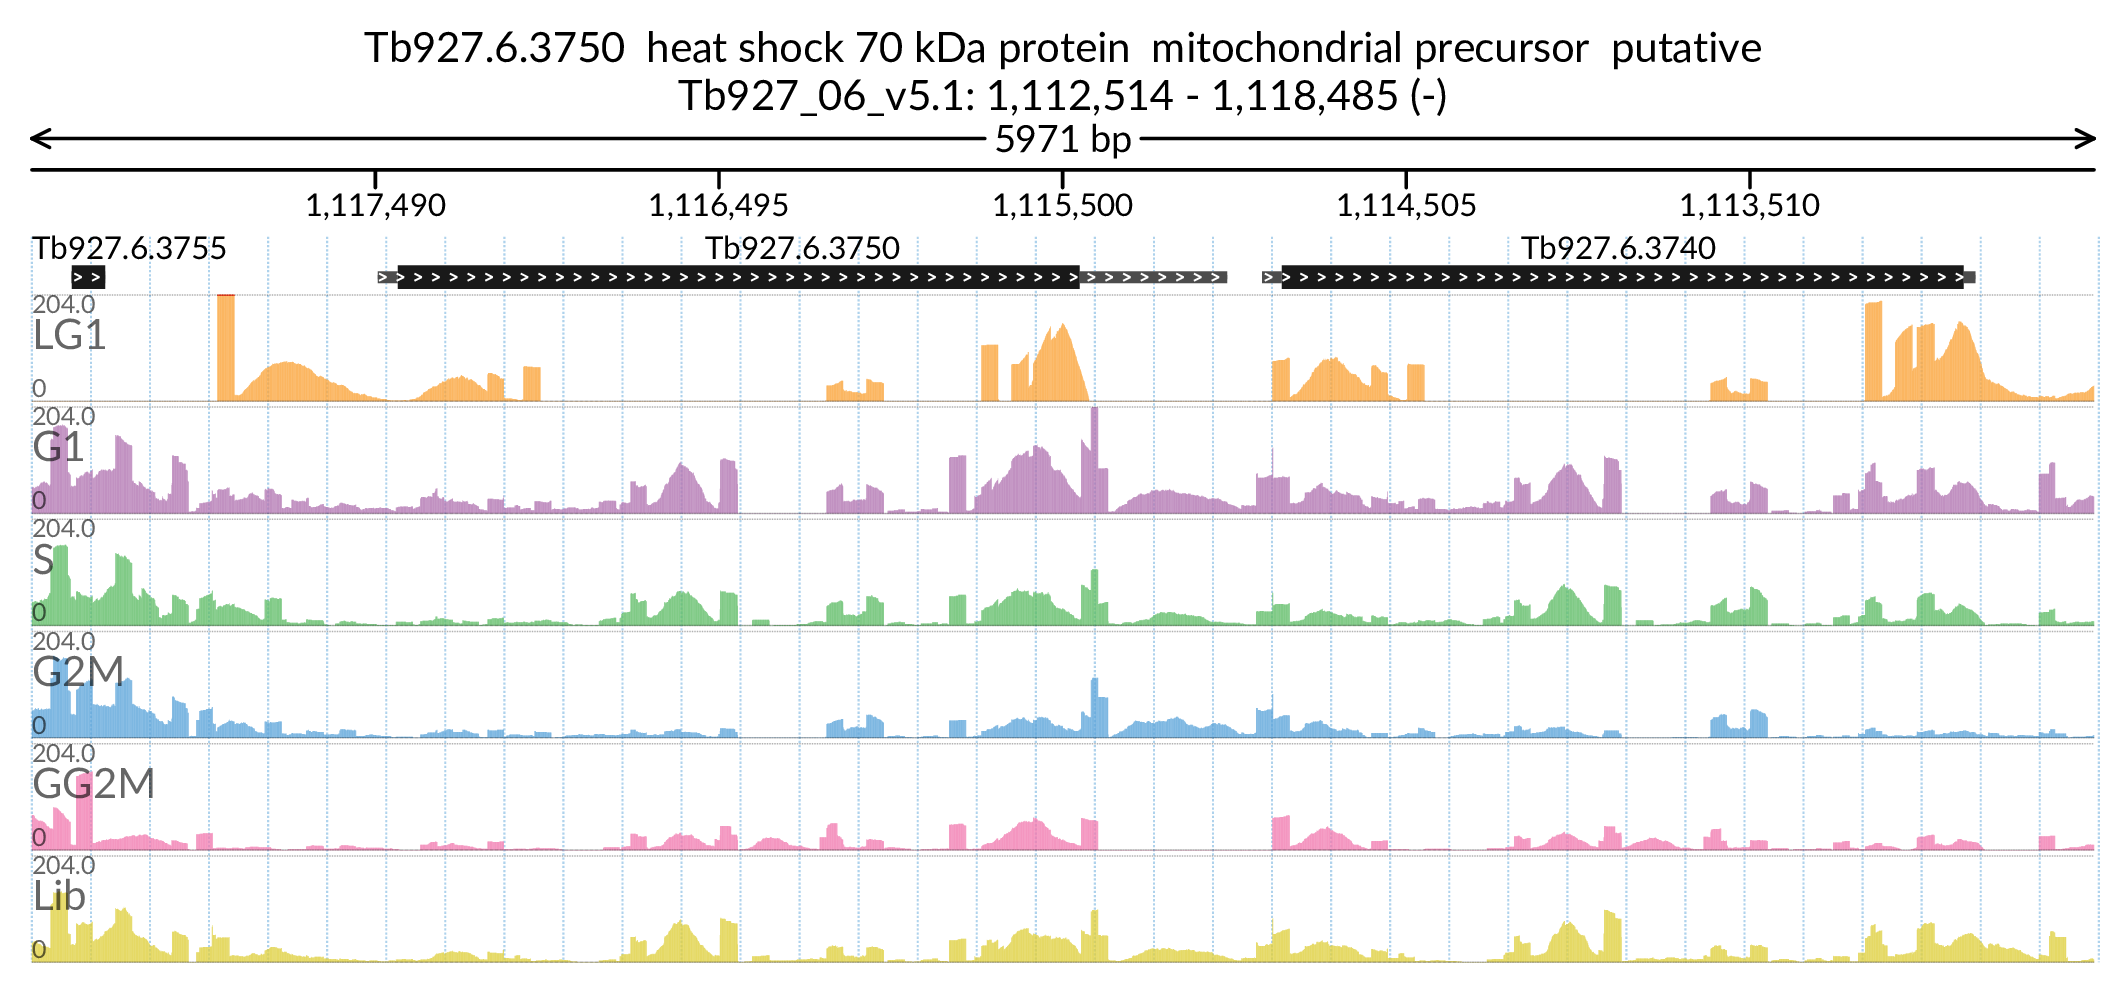 Tb927.6.3750  heat shock 70 kDa protein  mitochondrial precursor  putative
Tb927_06_v5.1: 1,112,514 - 1,118,485 (-)
5971 bp
1,117,490 1,116,495 1,115,500 1,114,505 1,113,510
Tb927.6.3755 Tb927.6.3750 Tb927.6.3740
204.0
LG1
0
204.0
G1
0
204.0
S
0
204.0
G2M
0
204.0
GG2M
0
204.0
Lib
0